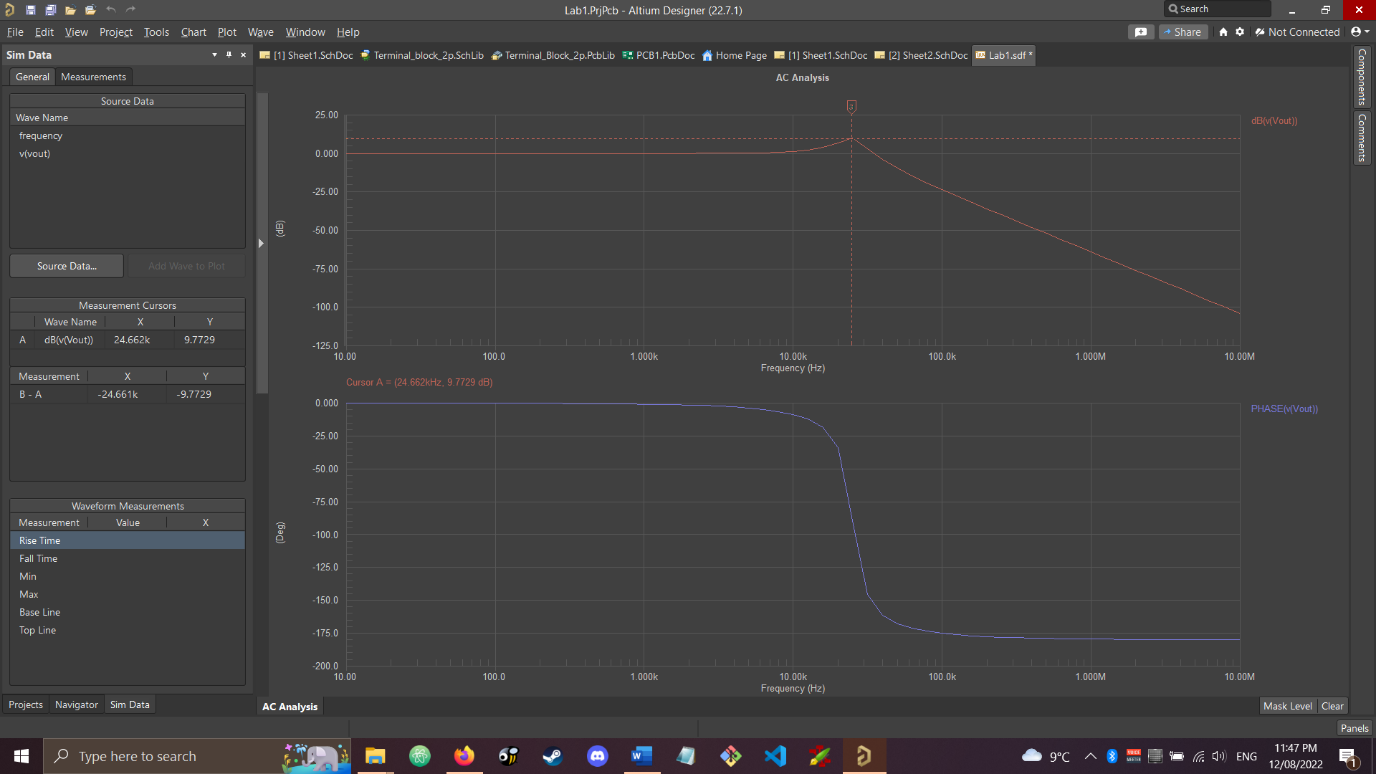 Lab1.PrjPcb - Altium Designer (22.7.1)
Search
File Edit View Project Tools Chart Plot Wave Window Help
Share
Not Connected
Sim Data
[1] Sheet1.SchDoc Terminal_block_2p.SchLib Terminal_Block_2p.PcbLib PCB1.PcbDoc Home Page [1] Sheet1.SchDoc [2] Sheet2.SchDoc Lab1.sdf *
General Measurements
Source Data
Wave Name
frequency
v(vout)
Source Data...
Add Wave to Plot
Measurement Cursors
Wave Name X Y
A dB(v(Vout)) 24.662k 9.7729
Measurement X Y
B - A -24.661k -9.7729
Waveform Measurements
Measurement Value X
Rise Time
Fall Time
Min
Max
Base Line
Top Line
Projects Navigator Sim Data
AC Analysis
25.00
0.000
-25.00
-50.00
-75.00
-100.0
-125.0
(dB)
dB(v(Vout))
10.00 100.0 1.000k 10.00k 100.0k 1.000M 10.00M
Frequency (Hz)
Cursor A = (24.662kHz, 9.7729 dB)
0.000
-25.00
-50.00
-75.00
-100.0
-125.0
-150.0
-175.0
-200.0
(Deg)
PHASE(v(Vout))
10.00 100.0 1.000k 10.00k 100.0k 1.000M 10.00M
Frequency (Hz)
AC Analysis
Mask Level Clear
Components
Comments
Panels
Type here to search
9°C
ENG
11:47 PM
12/08/2022
1